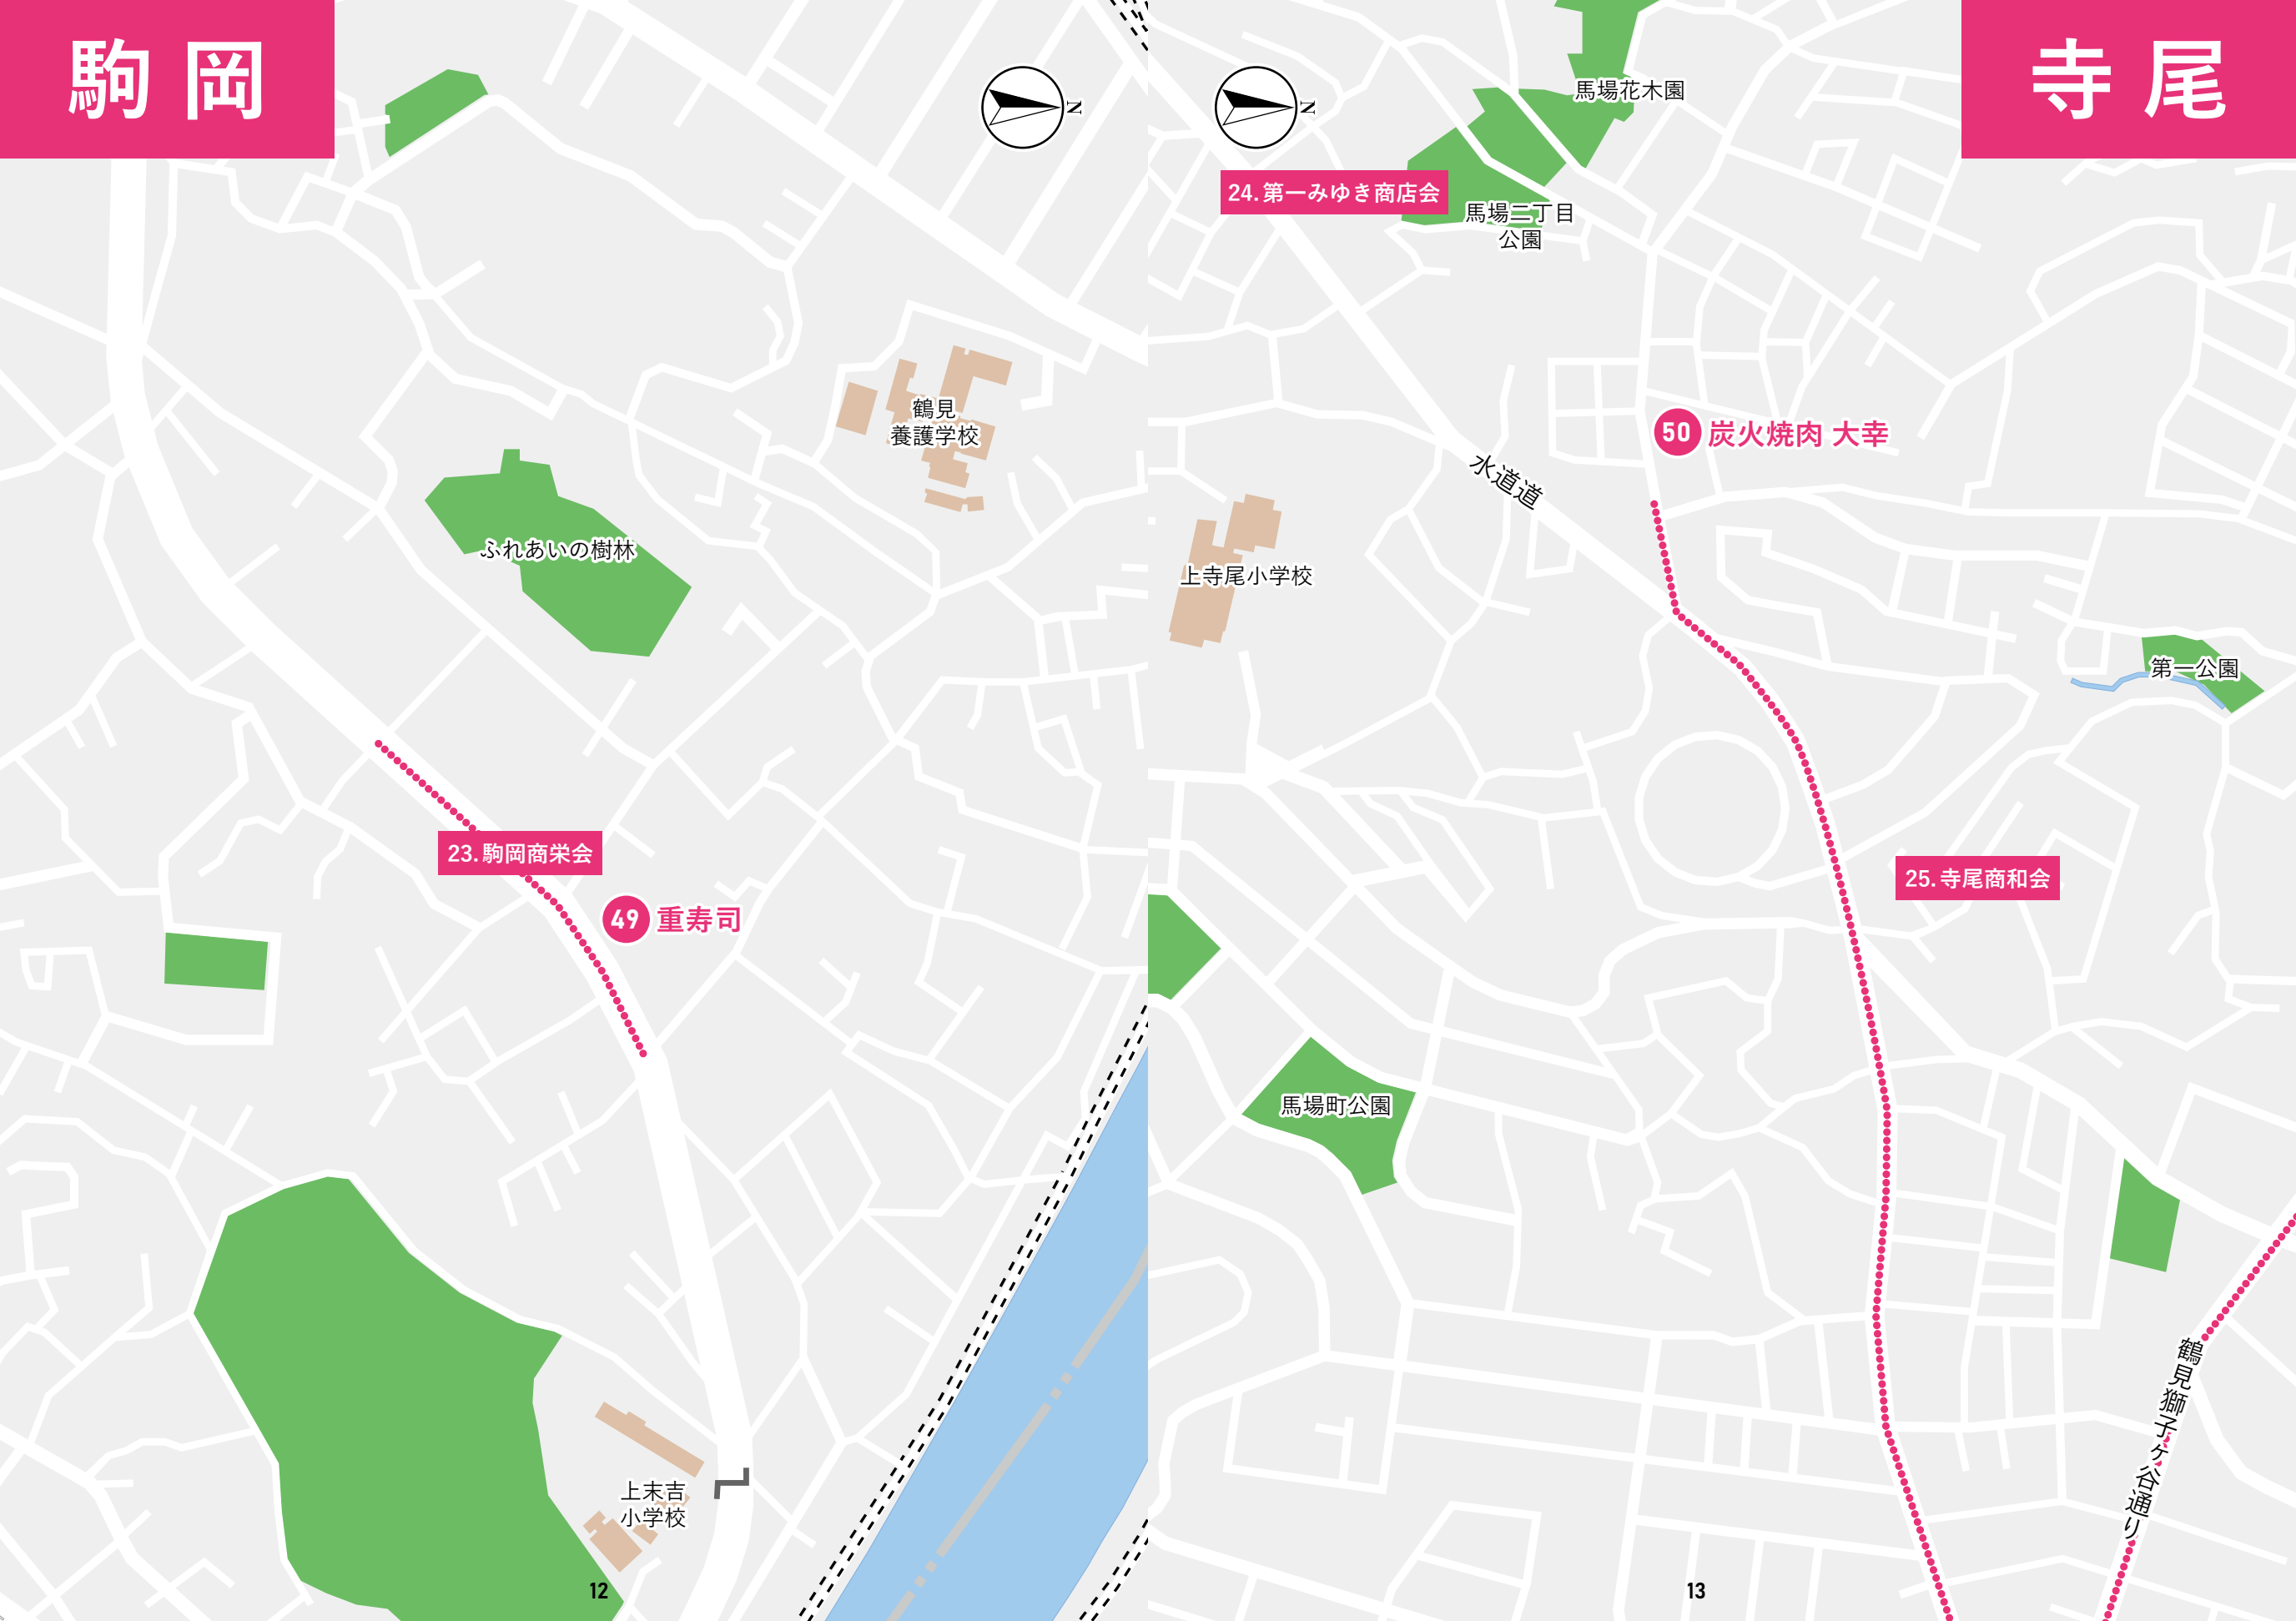 駒岡
N
鶴見
養護学校
ふれあいの樹林
23. 駒岡商栄会
49 重寿司
上末吉
小学校
12
寺尾
N
馬場花木園
24. 第一みゆき商店会
馬場二丁目
公園
50 炭火焼肉 大幸
水道道
上寺尾小学校
第一公園
25. 寺尾商和会
馬場町公園
鶴見獅子ヶ谷通り
13